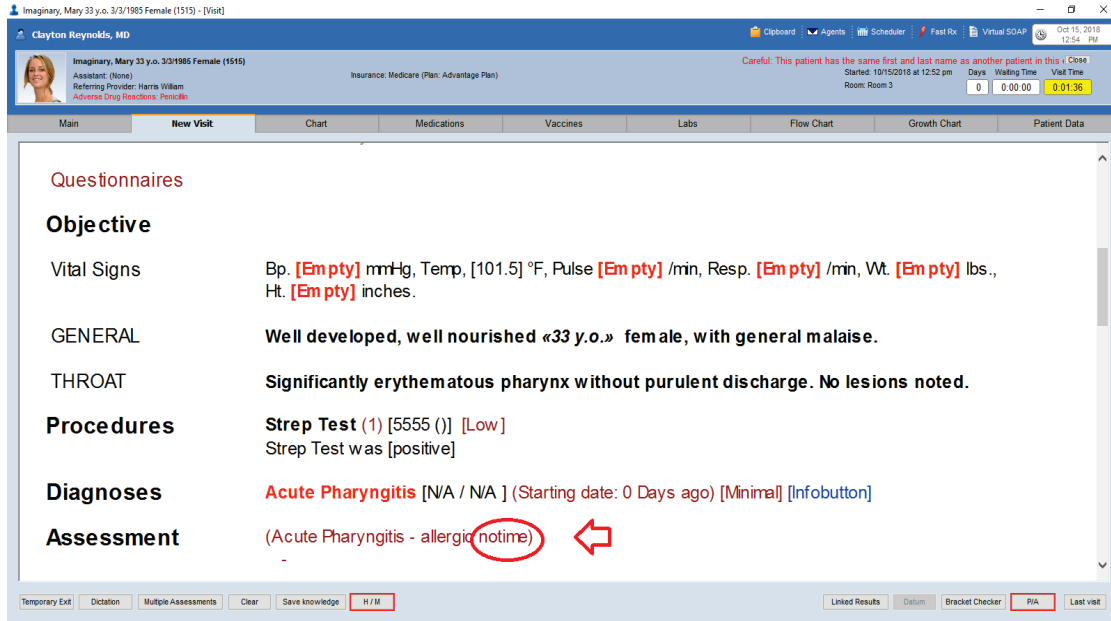 Imaginary, Mary 33 y.o. 3/3/1985 Female (1515) - [Visit]
Clayton Reynolds, MD
Clipboard Agents Scheduler Fast Rx Virtual SOAP Oct 15, 2018
12:54 PM
Imaginary, Mary 33 y.o. 3/3/1985 Female (1515)
Careful: This patient has the same first and last name as another patient in this Close
Assistant: (None)
Insurance: Medicare (Plan: Advantage Plan)
Started: 10/15/2018 at 12:52 pm Days Waiting Time Visit Time
Referring Provider: Harris William
Room: Room 3 0 0:00:00 0:01:36
Adverse Drug Reactions: Penicillin
Main New Visit Chart Medications Vaccines Labs Flow Chart Growth Chart Patient Data
Questionnaires
Objective
Vital Signs Bp. [Empty] mmHg, Temp, [101.5] °F, Pulse [Empty] /min, Resp. [Empty] /min, Wt. [Empty] lbs.,
Ht. [Empty] inches.
GENERAL Well developed, well nourished «33 y.o.» female, with general malaise.
THROAT Significantly erythematous pharynx without purulent discharge. No lesions noted.
Procedures Strep Test (1) [5555 ()] [Low]
Strep Test was [positive]
Diagnoses Acute Pharyngitis [N/A / N/A ] (Starting date: 0 Days ago) [Minimal] [Infobutton]
Assessment (Acute Pharyngitis - allergic notime)
-
Temporary Exit Dictation Multiple Assessments Clear Save knowledge H / M Linked Results Datum Bracket Checker P/A Last visit